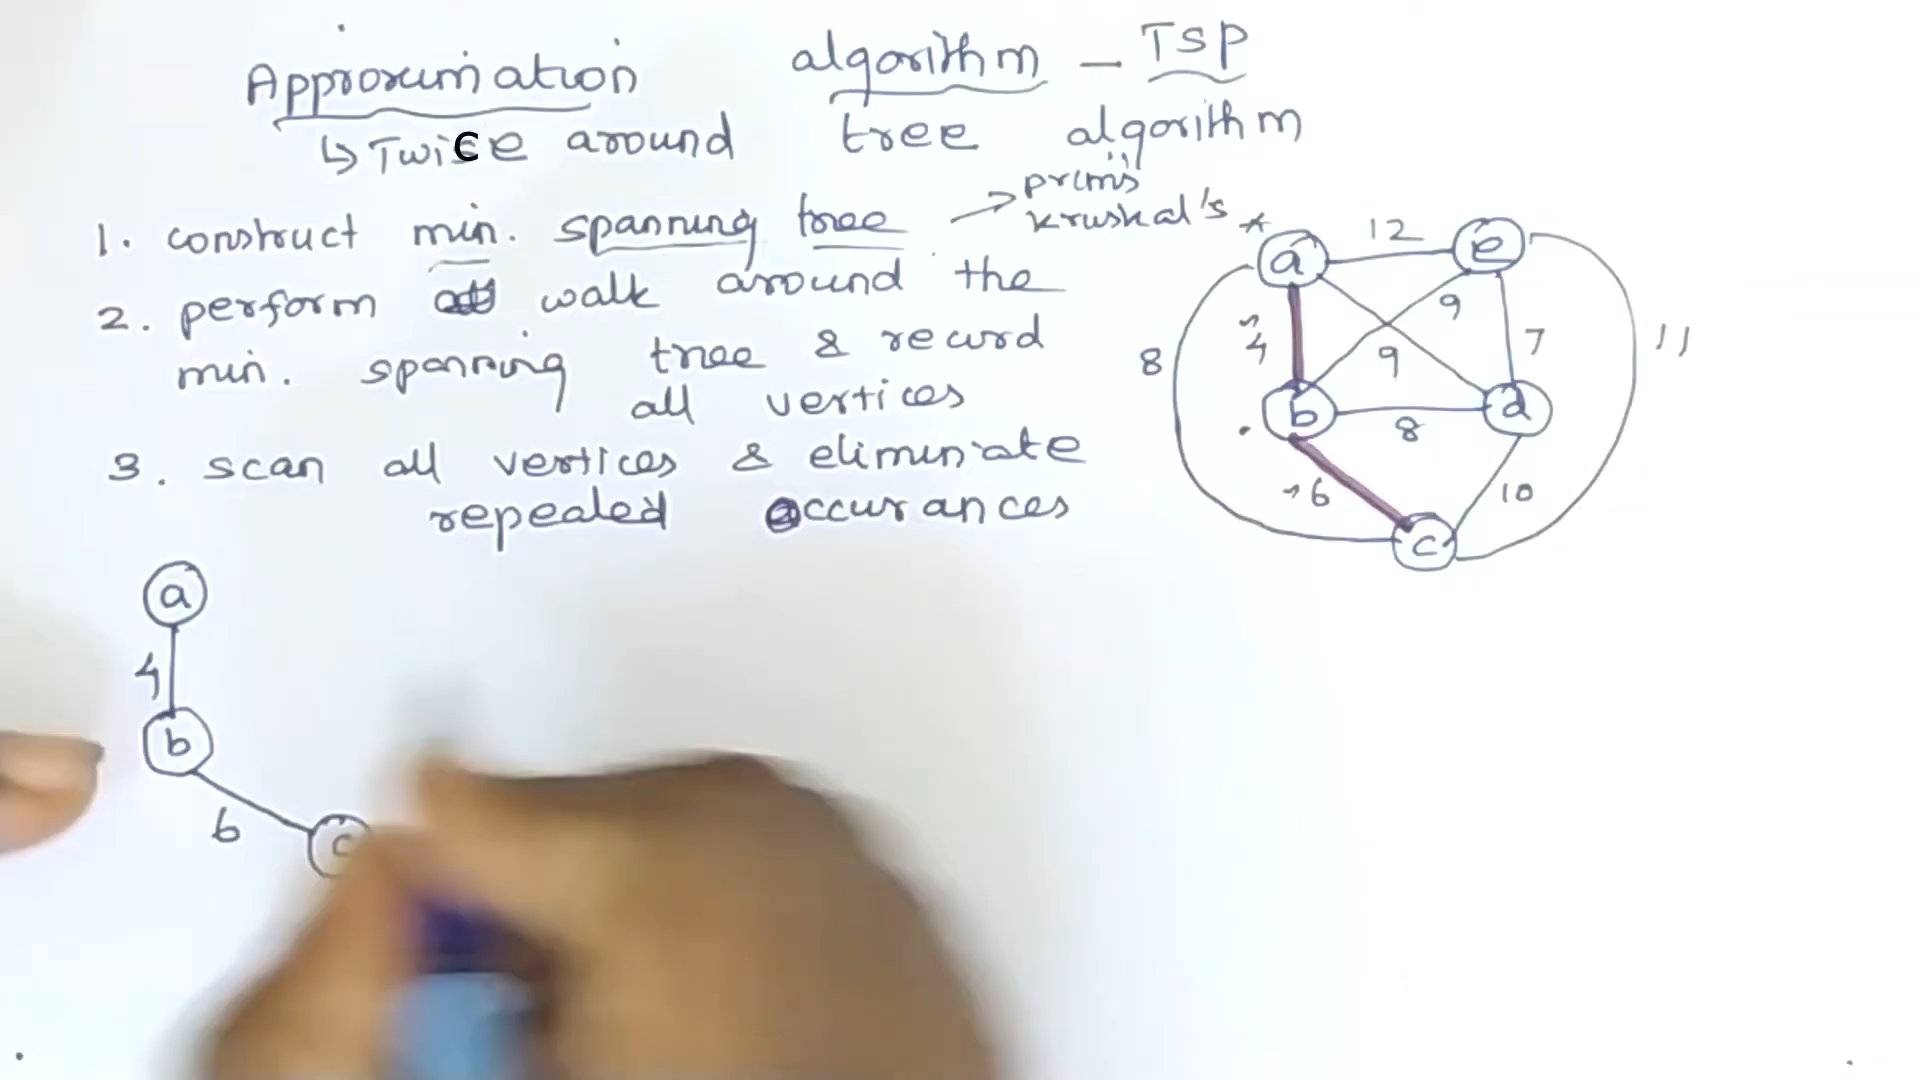 Approximation algorithm - TSP
↳ Twice around tree algorithm
1. construct min. spanning tree → prim's
kruskal's
2. perform walk around the
min. spanning tree & record
all vertices
3. scan all vertices & eliminate
repeated occurances
a 12 e
4 9 7
8 9 11
b 8 d
6 10
c
a
4
b
6
c